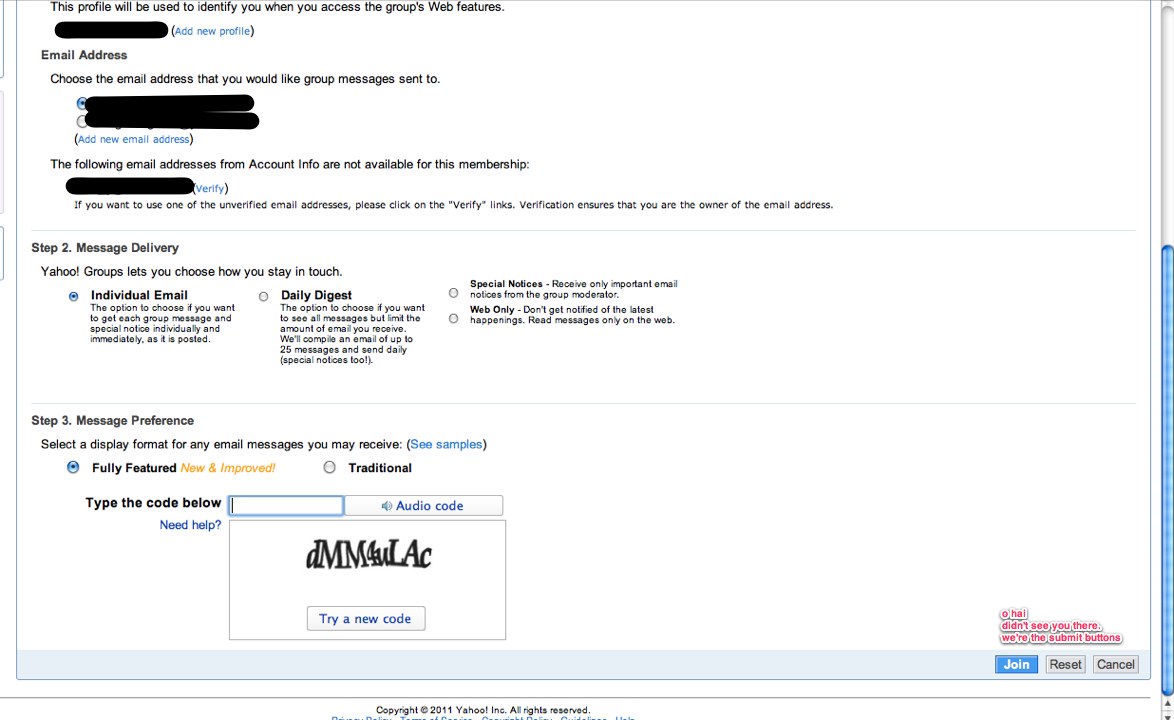 This profile will be used to identify you when you access the group's Web features.
(Add new profile)
Email Address
Choose the email address that you would like group messages sent to.
(Add new email address)
The following email addresses from Account Info are not available for this membership:
(Verify)
If you want to use one of the unverified email addresses, please click on the "Verify" links. Verification ensures that you are the owner of the email address.
Step 2. Message Delivery
Yahoo! Groups lets you choose how you stay in touch.
Individual Email
The option to choose if you want
to get each group message and
special notice individually and
immediately, as it is posted.
Daily Digest
The option to choose if you want
to see all messages but limit the
amount of email you receive.
We'll compile an email of up to
25 messages and send daily
(special notices too!).
Special Notices - Receive only important email
notices from the group moderator.
Web Only - Don't get notified of the latest
happenings. Read messages only on the web.
Step 3. Message Preference
Select a display format for any email messages you may receive: (See samples)
Fully Featured New & Improved!
Traditional
Type the code below
Audio code
Need help?
dMM4uLAc
Try a new code
o hai
didn't see you there.
we're the submit buttons
Join Reset Cancel
Copyright © 2011 Yahoo! Inc. All rights reserved.
Privacy Policy Terms of Service Copyright Policy Guidelines Help